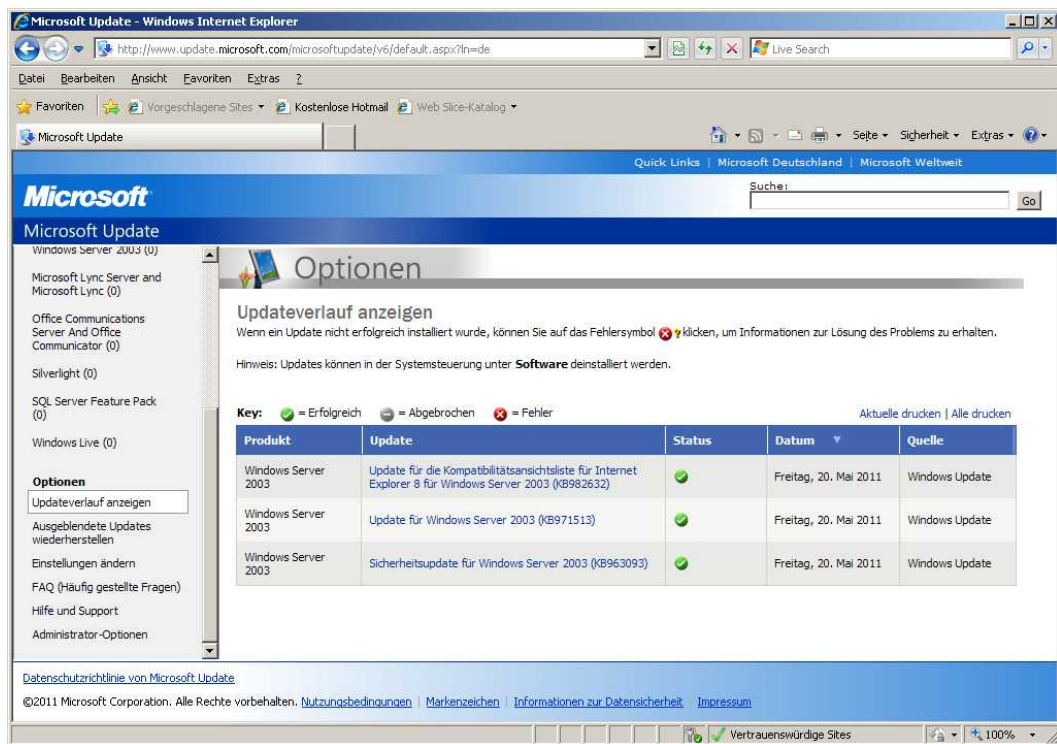 Microsoft Update - Windows Internet Explorer
http://www.update.microsoft.com/microsoftupdate/v6/default.aspx?ln=de
Live Search
Datei Bearbeiten Ansicht Favoriten Extras ?
Favoriten Vorgeschlagene Sites Kostenlose Hotmail Web Slice-Katalog
Microsoft Update
Seite Sicherheit Extras
Quick Links | Microsoft Deutschland | Microsoft Weltweit
Microsoft
Suche:
Go
Microsoft Update
Windows Server 2003 (0)
Microsoft Lync Server and
Microsoft Lync (0)
Office Communications
Server And Office
Communicator (0)
Silverlight (0)
SQL Server Feature Pack
(0)
Windows Live (0)
Optionen
Updateverlauf anzeigen
Ausgeblendete Updates
wiederherstellen
Einstellungen ändern
FAQ (Häufig gestellte Fragen)
Hilfe und Support
Administrator-Optionen
Optionen
Updateverlauf anzeigen
Wenn ein Update nicht erfolgreich installiert wurde, können Sie auf das Fehlersymbol ? klicken, um Informationen zur Lösung des Problems zu erhalten.
Hinweis: Updates können in der Systemsteuerung unter Software deinstalliert werden.
Key: = Erfolgreich = Abgebrochen = Fehler
Aktuelle drucken | Alle drucken
Produkt Update Status Datum Quelle
Windows Server
2003
Update für die Kompatibilitätsansichtsliste für Internet
Explorer 8 für Windows Server 2003 (KB982632)
Freitag, 20. Mai 2011 Windows Update
Windows Server
2003
Update für Windows Server 2003 (KB971513)
Freitag, 20. Mai 2011 Windows Update
Windows Server
2003
Sicherheitsupdate für Windows Server 2003 (KB963093)
Freitag, 20. Mai 2011 Windows Update
Datenschutzrichtlinie von Microsoft Update
©2011 Microsoft Corporation. Alle Rechte vorbehalten. Nutzungsbedingungen | Markenzeichen | Informationen zur Datensicherheit | Impressum
Vertrauenswürdige Sites 100%